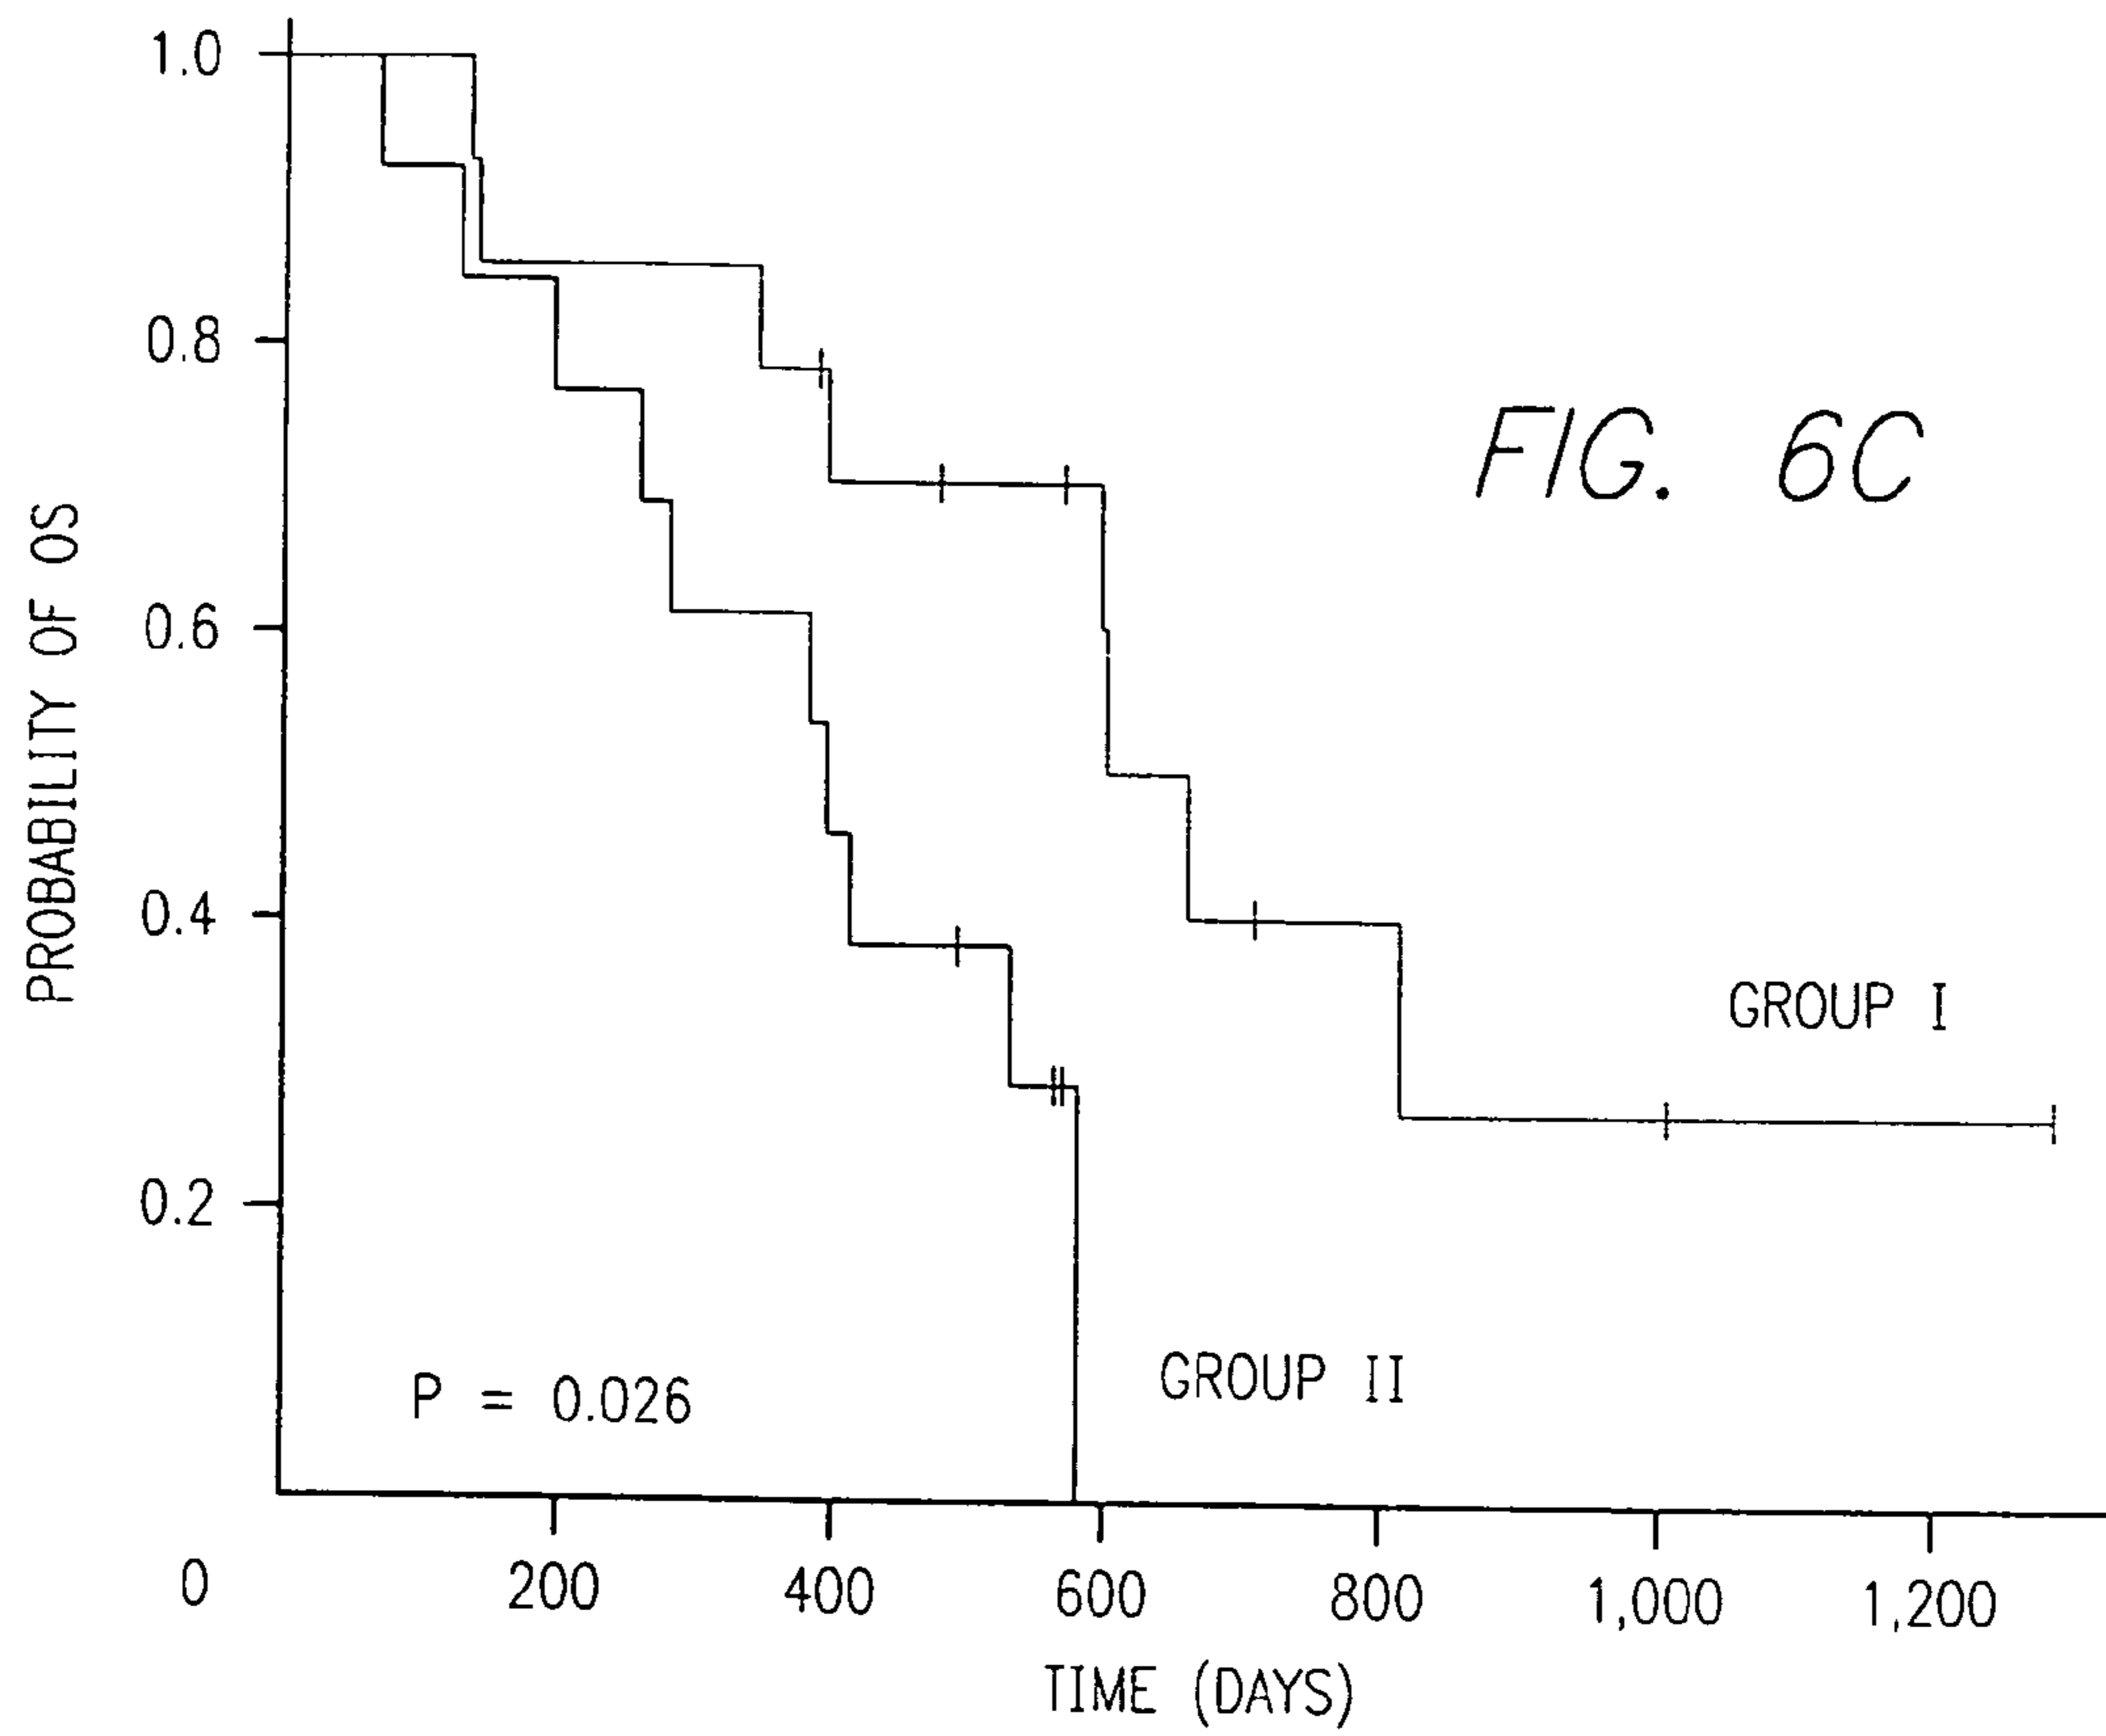 1.0
0.8
0.6
0.4
0.2
PROBABILITY OF OS
FIG. 6C
GROUP I
GROUP II
P = 0.026
0 200 400 600 800 1,000 1,200
TIME (DAYS)